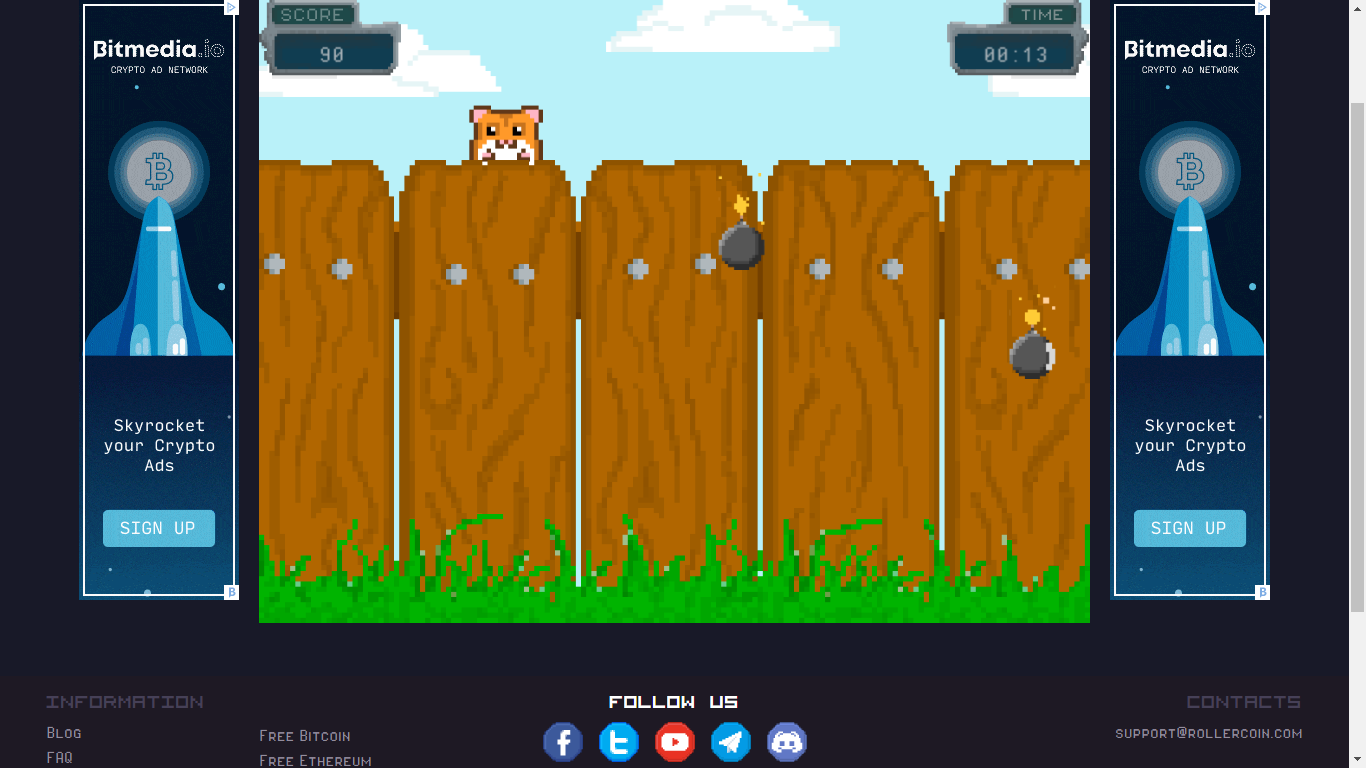 SCORE
90
TIME
00:13
Bitmedia.io
CRYPTO AD NETWORK
Skyrocket
your Crypto
Ads
SIGN UP
Bitmedia.io
CRYPTO AD NETWORK
Skyrocket
your Crypto
Ads
SIGN UP
INFORMATION
Blog
FAQ
Free Bitcoin
Free Ethereum
FOLLOW US
CONTACTS
support@rollercoin.com